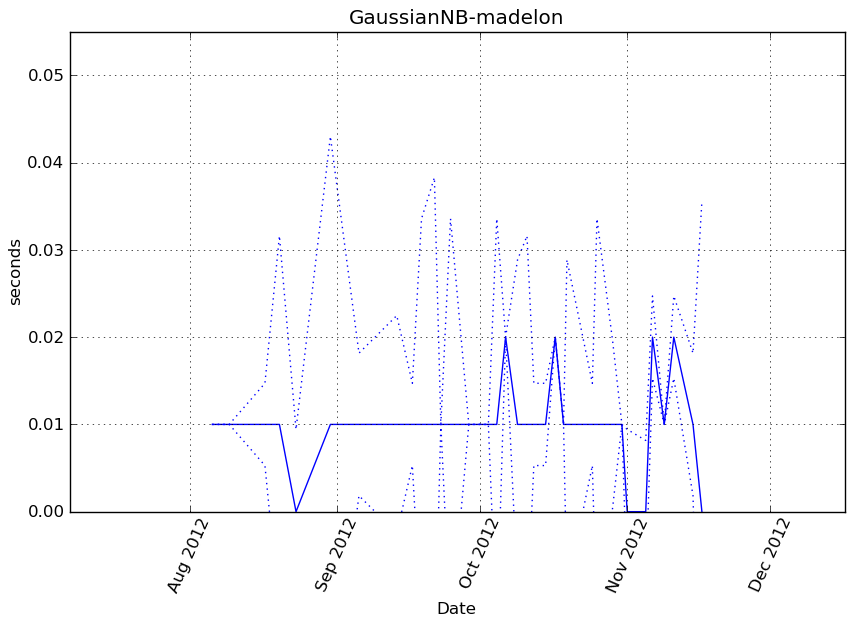 GaussianNB-madelon
seconds
0.05
0.04
0.03
0.02
0.01
0.00
Aug 2012
Sep 2012
Oct 2012
Nov 2012
Dec 2012
Date